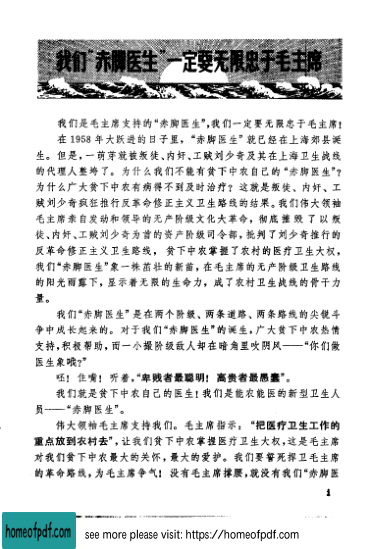 我们“赤脚医生”一定要无限忠于毛主席
我们是毛主席支持的“赤脚医生”,我们一定要无限忠于毛主席!
在1958年大跃进的日子里,“赤脚医生”就已经在上海郊县诞
生。但是,一萌芽就被叛徒、内奸、工贼刘少奇及其在上海卫生战线
的代理人整垮了。为什么我们不能有贫下中农自己的“赤脚医生”?
为什么广大贫下中农有病得不到及时治疗?这就是叛徒、内奸、工
贼刘少奇疯狂推行反革命修正主义卫生路线的结果。我们伟大领袖
毛主席亲自发动和领导的无产阶级文化大革命,彻底摧毁了以叛
徒、内奸、工贼刘少奇为首的资产阶级司令部,批判了刘少奇推行的
反革命修正主义卫生路线,贫下中农掌握了农村的医疗卫生大权,
我们“赤脚医生”象一株茁壮的新苗,在毛主席的无产阶级卫生路线
的阳光雨露下,显示着无限的生命力,成了农村卫生战线的骨干力
量。
我们“赤脚医生”是在两个阶级、两条道路、两条路线的尖锐斗
争中成长起来的。对于我们“赤脚医生”的诞生,广大贫下中农热情
支持,积极帮助,而一小撮阶级敌人却在暗角里吹阴风——“你们做
医生象啥?”
呸!住嘴!听着,“卑贱者最聪明!高贵者最愚蠢”。
我们就是贫下中农自己的医生!我们是能农能医的新型卫生人
员——“赤脚医生”。
伟大领袖毛主席支持我们。毛主席指示:“把医疗卫生工作的
重点放到农村去”,让我们贫下中农掌握医疗卫生大权,这是毛主席
对我们贫下中农最大的关怀,最大的爱护。我们要誓死捍卫毛主席
的革命路线,为毛主席争气!没有毛主席撑腰,就没有我们“赤脚医
1
homeofpdf.com
see more please visit: https://homeofpdf.com